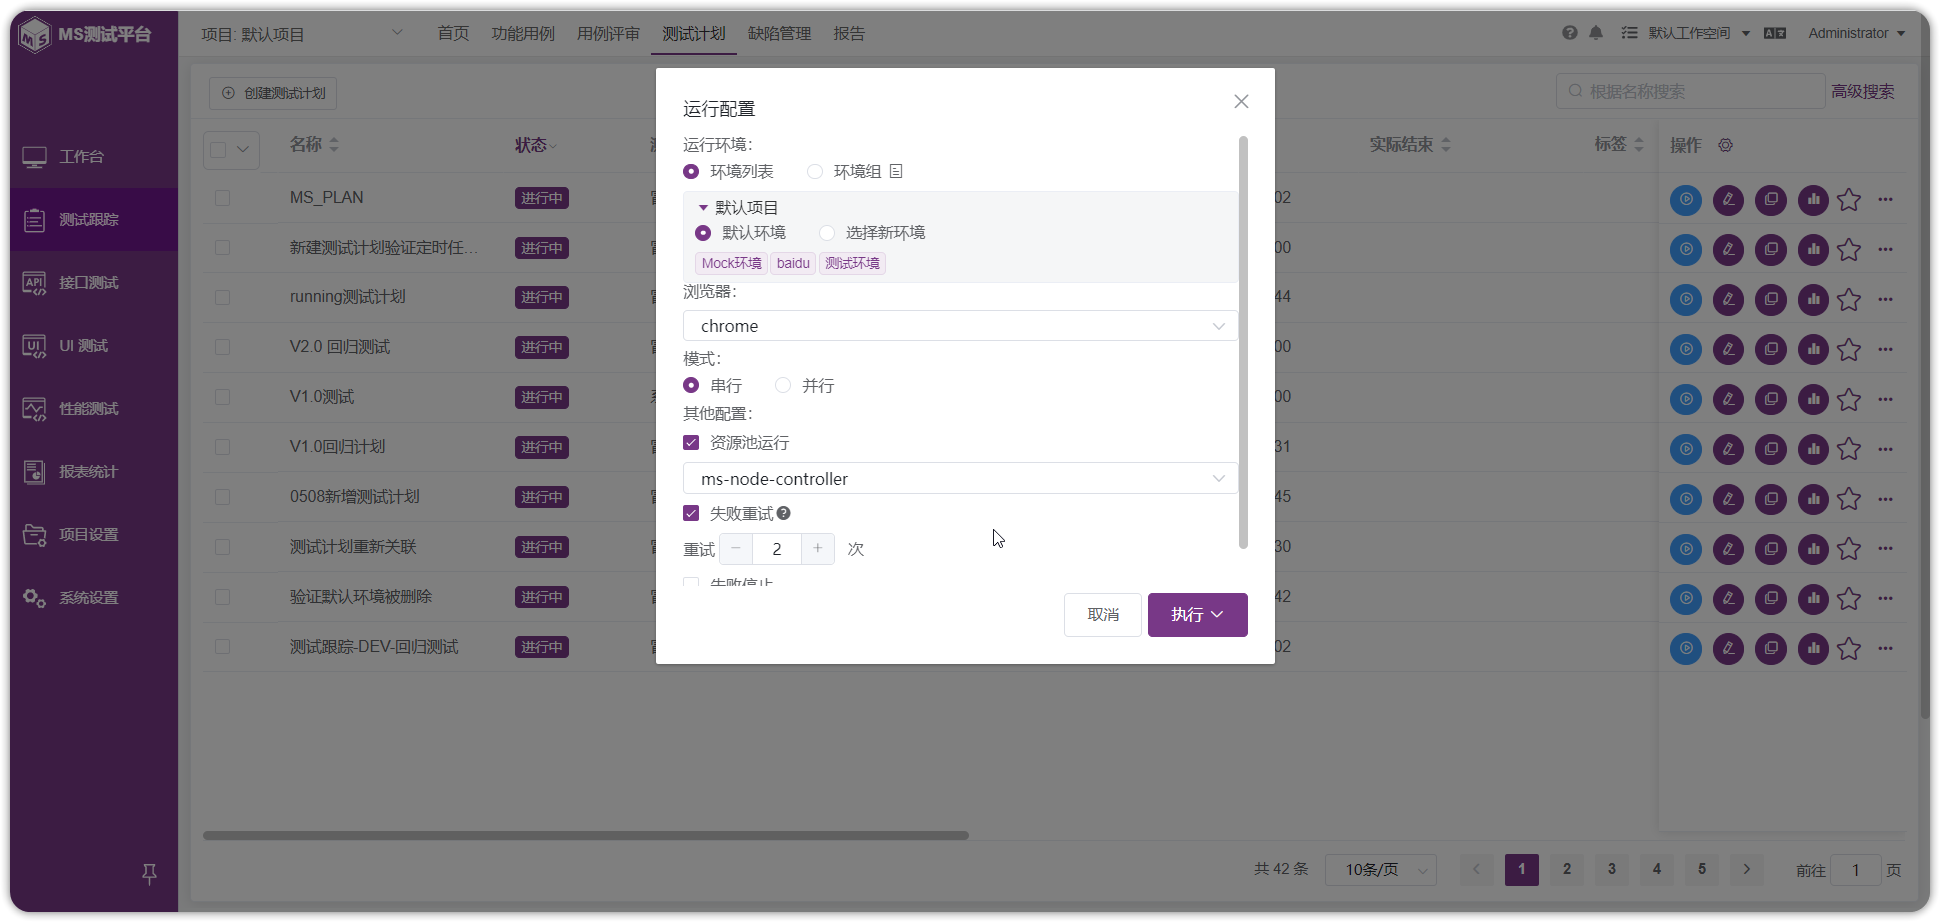 MS测试平台
项目: 默认项目
首页
功能用例
用例评审
测试计划
缺陷管理
报告
默认工作空间
Administrator
工作台
测试跟踪
接口测试
UI 测试
性能测试
报表统计
项目设置
系统设置
创建测试计划
根据名称搜索
高级搜索
名称
状态
实际结束
标签
操作
MS_PLAN
进行中
02
新建测试计划验证定时任...
进行中
00
running测试计划
进行中
44
V2.0 回归测试
进行中
00
V1.0测试
进行中
00
V1.0回归计划
进行中
31
0508新增测试计划
进行中
45
测试计划重新关联
进行中
30
验证默认环境被删除
进行中
42
测试跟踪-DEV-回归测试
进行中
02
运行配置
运行环境:
环境列表
环境组
默认项目
默认环境
选择新环境
Mock环境
baidu
测试环境
浏览器:
chrome
模式:
串行
并行
其他配置:
资源池运行
ms-node-controller
失败重试
重试
2
次
失败停止
取消
执行
共 42 条
10条/页
1
2
3
4
5
前往
1
页